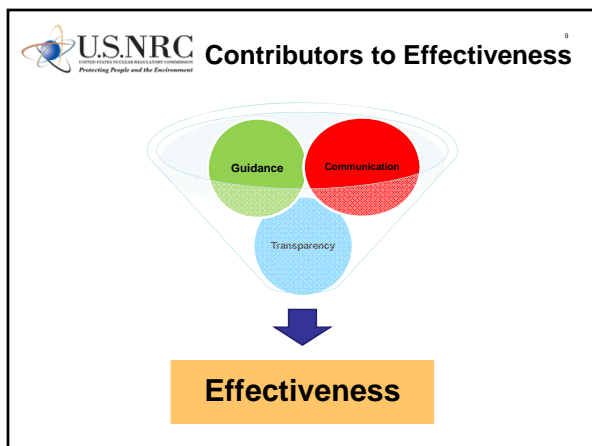 9
U.S.NRC
UNITED STATES NUCLEAR REGULATORY COMMISSION
Protecting People and the Environment
Contributors to Effectiveness
Guidance
Communication
Transparency
Effectiveness